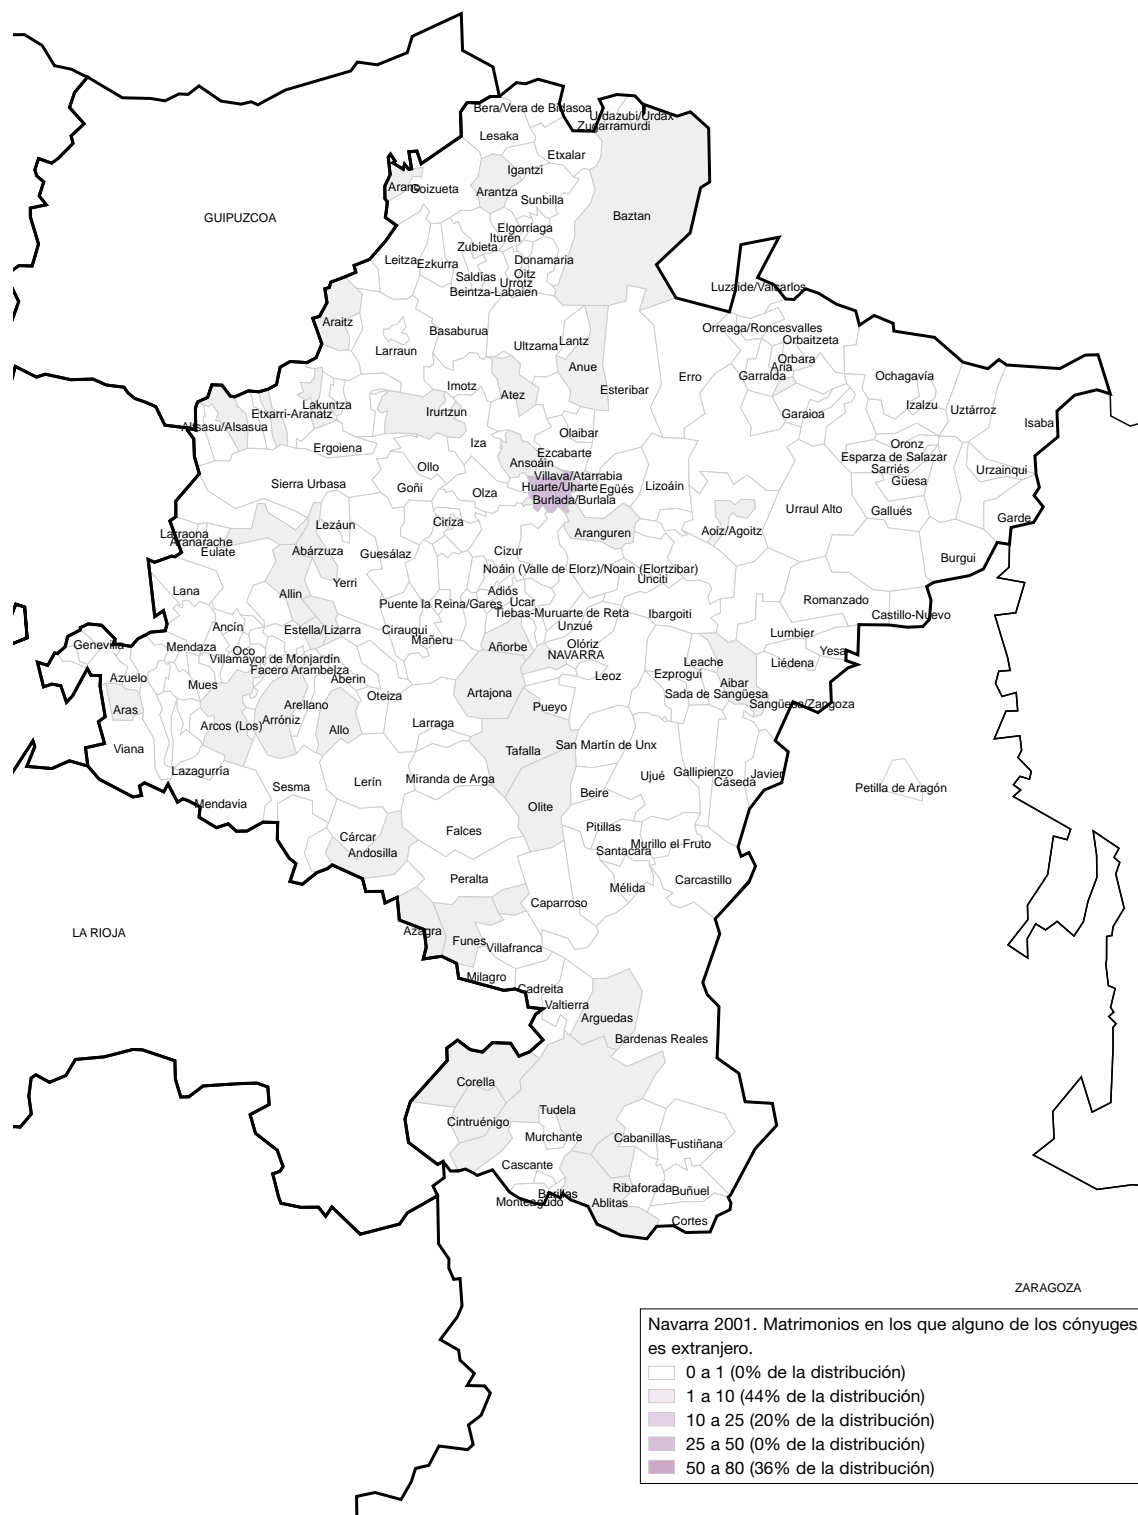 Bera/Vera de Bidasoa
Urdazubi/Urdax
Zugarramurdi
Lesaka
Etxalar
Igantzi
Arano
Goizueta
Arantza
Sunbilla
GUIPUZCOA
Baztan
Elgorriaga
Ituren
Zubieta
Leitza
Ezkurra
Donamaria
Saldías
Oitz
Urrotz
Beintza-Labaien
Luzaide/Valcarlos
Araitz
Basaburua
Orreaga/Roncesvalles
Orbaitzeta
Larraun
Ultzama
Lantz
Orbara
Aria
Garralda
Anue
Erro
Ochagavía
Imotz
Atez
Esteribar
Lakuntza
Etxarri-Aranatz
Irurtzun
Garaioa
Izalzu
Uztárroz
Isaba
Altsasu/Alsasua
Olaibar
Ergoiena
Iza
Ezcabarte
Oronz
Esparza de Salazar
Ansoáin
Ollo
Sarriés
Urzainqui
Villava/Atarrabia
Sierra Urbasa
Goñi
Olza
Huarte/Uharte
Egüés
Lizoáin
Güesa
Burlada/Burlala
Urraul Alto
Gallués
Garde
Larraona
Aranarache
Eulate
Lezáun
Ciriza
Aranguren
Aoiz/Agoitz
Abárzuza
Guesálaz
Cizur
Burgui
Noáin (Valle de Elorz)/Noain (Elortzibar)
Unciti
Lana
Allin
Yerri
Adiós
Puente la Reina/Gares
Ucar
Tiebas-Muruarte de Reta
Ibargoiti
Romanzado
Castillo-Nuevo
Ancín
Estella/Lizarra
Cirauqui
Mañeru
Unzué
Lumbier
Genevilla
Mendaza
Oco
Villamayor de Monjardín
Facero Arambelza
Añorbe
Olóriz
NAVARRA
Leache
Liédena
Yesa
Azuelo
Mues
Aberin
Oteiza
Artajona
Leoz
Ezprogui
Aibar
Sada de Sangüesa
Sangüesa/Zangoza
Aras
Arcos (Los)
Arellano
Arróniz
Allo
Larraga
Pueyo
Viana
Tafalla
San Martín de Unx
Lazagurría
Sesma
Lerín
Miranda de Arga
Ujué
Gallipienzo
Cáseda
Javier
Petilla de Aragón
Mendavia
Olite
Beire
Cárcar
Andosilla
Falces
Pitillas
Santacara
Murillo el Fruto
Peralta
Mélida
Carcastillo
Caparroso
LA RIOJA
Azagra
Funes
Villafranca
Milagro
Cadreita
Valtierra
Arguedas
Bardenas Reales
Corella
Tudela
Cintruénigo
Murchante
Cabanillas
Fustiñana
Cascante
Barillas
Monteagudo
Ablitas
Ribaforada
Buñuel
Cortes
ZARAGOZA
Navarra 2001. Matrimonios en los que alguno de los cónyuges
es extranjero.
0 a 1 (0% de la distribución)
1 a 10 (44% de la distribución)
10 a 25 (20% de la distribución)
25 a 50 (0% de la distribución)
50 a 80 (36% de la distribución)